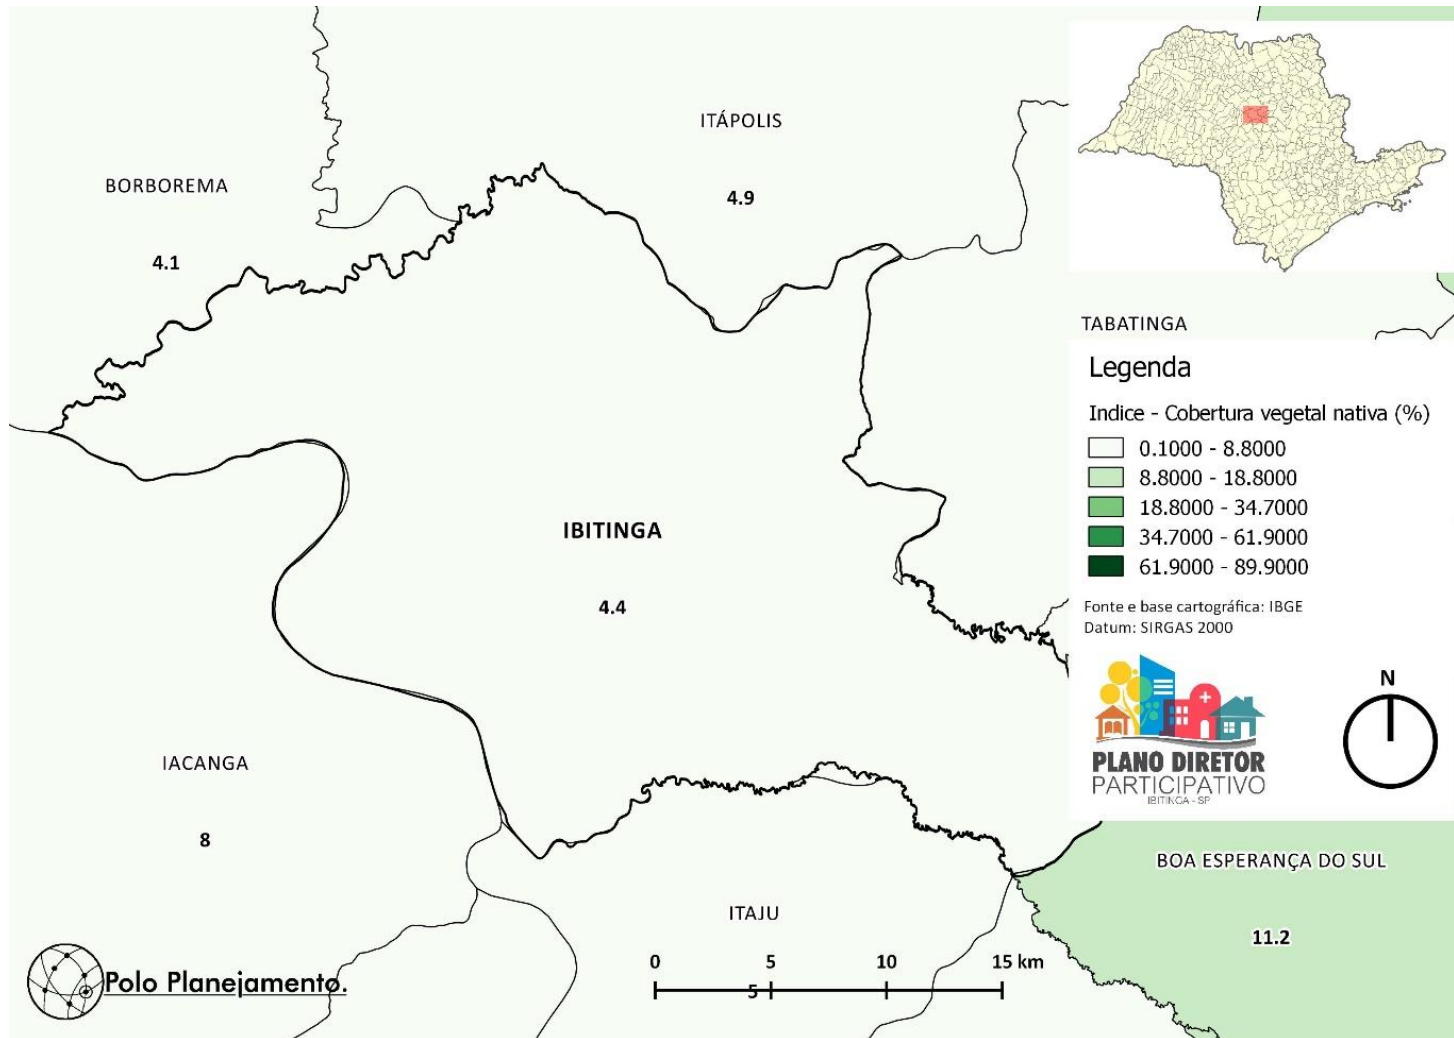 ITÁPOLIS
4.9
BORBOREMA
4.1
TABATINGA
Legenda
Indice - Cobertura vegetal nativa (%)
0.1000 - 8.8000
8.8000 - 18.8000
18.8000 - 34.7000
34.7000 - 61.9000
61.9000 - 89.9000
Fonte e base cartográfica: IBGE
Datum: SIRGAS 2000
IBITINGA
4.4
PLANO DIRETOR
PARTICIPATIVO
IBITINGA - SP
N
IACANGA
8
BOA ESPERANÇA DO SUL
11.2
ITAJU
5
0 5 10 15 km
Polo Planejamento.